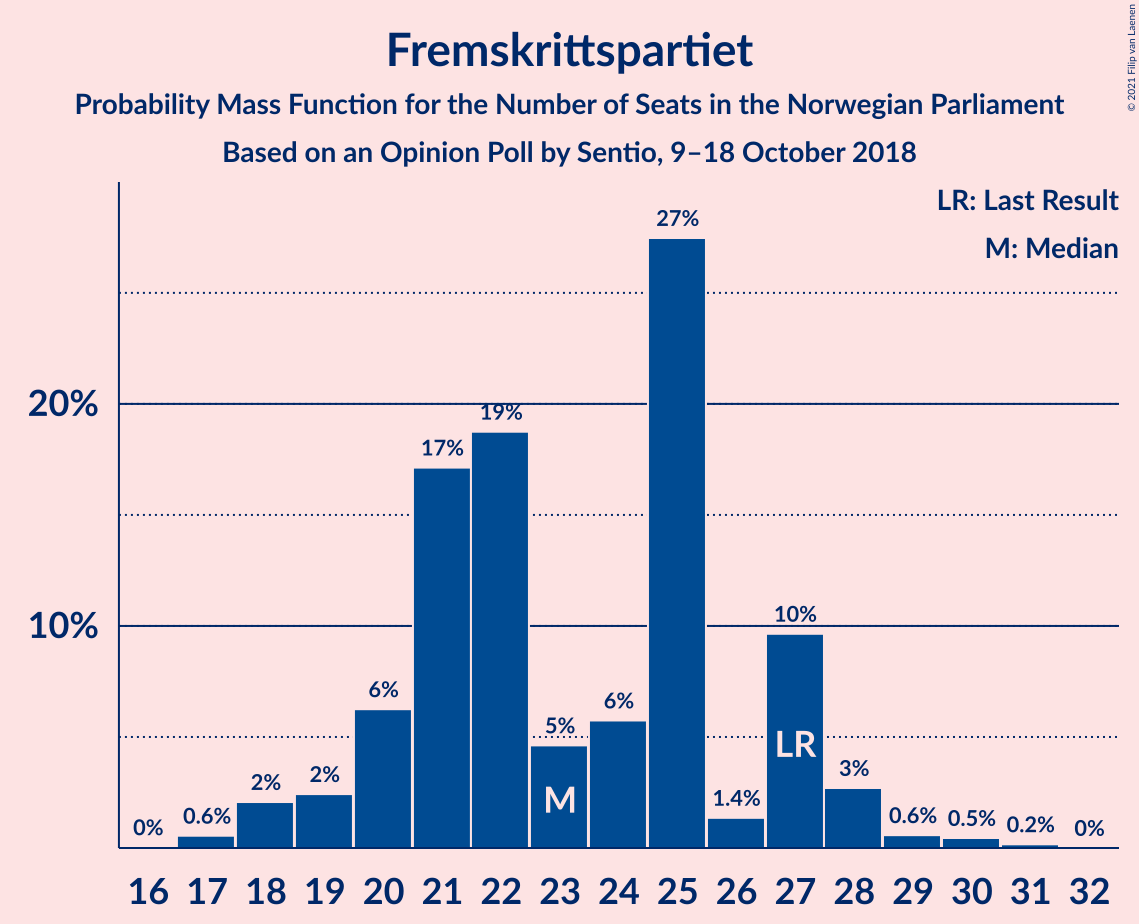 Fremskrittspartiet
Probability Mass Function for the Number of Seats in the Norwegian Parliament
Based on an Opinion Poll by Sentio, 9–18 October 2018
© 2021 Filip van Laenen
LR: Last Result
M: Median
20%
10%
0%
0.6%
2%
2%
6%
17%
19%
5%
6%
27%
1.4%
10%
3%
0.6%
0.5%
0.2%
0%
M
LR
16 17 18 19 20 21 22 23 24 25 26 27 28 29 30 31 32